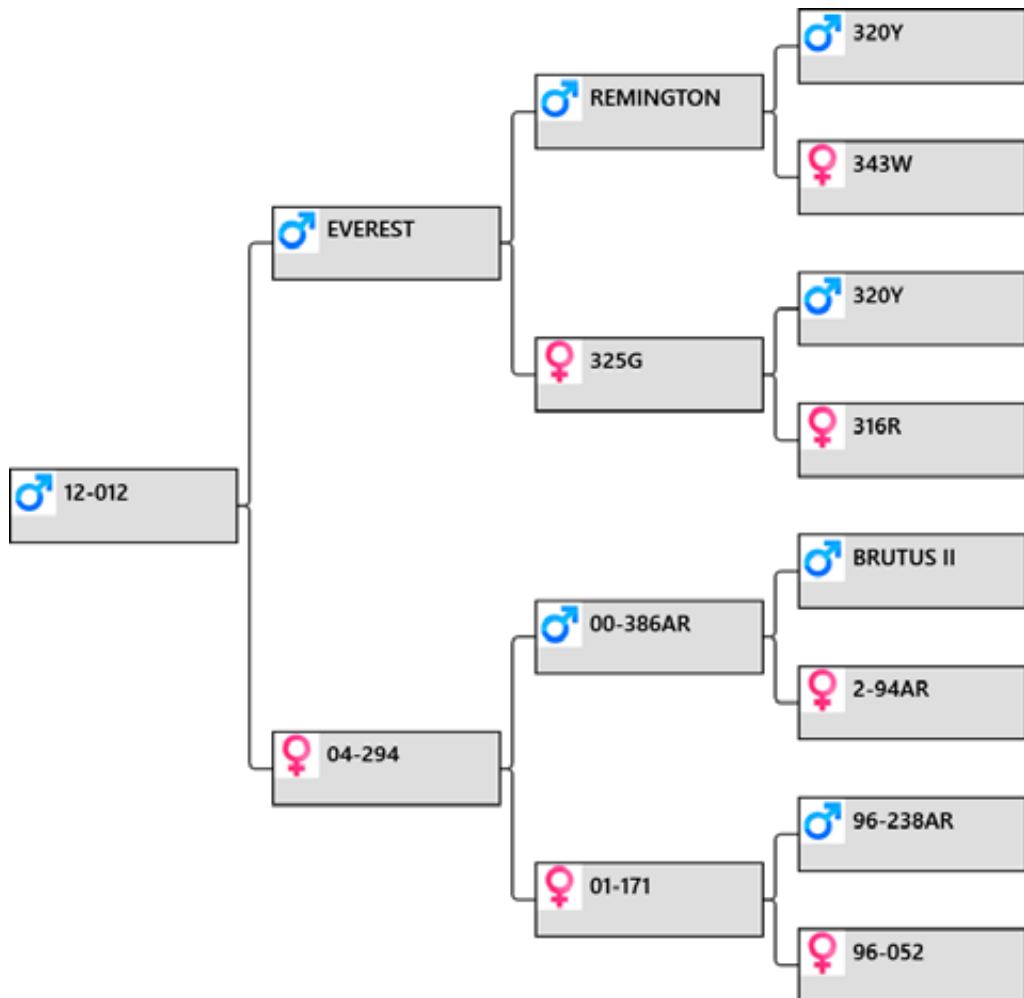 320Y
REMINGTON
343W
EVEREST
320Y
325G
316R
12-012
BRUTUS II
00-386AR
2-94AR
04-294
96-238AR
01-171
96-052